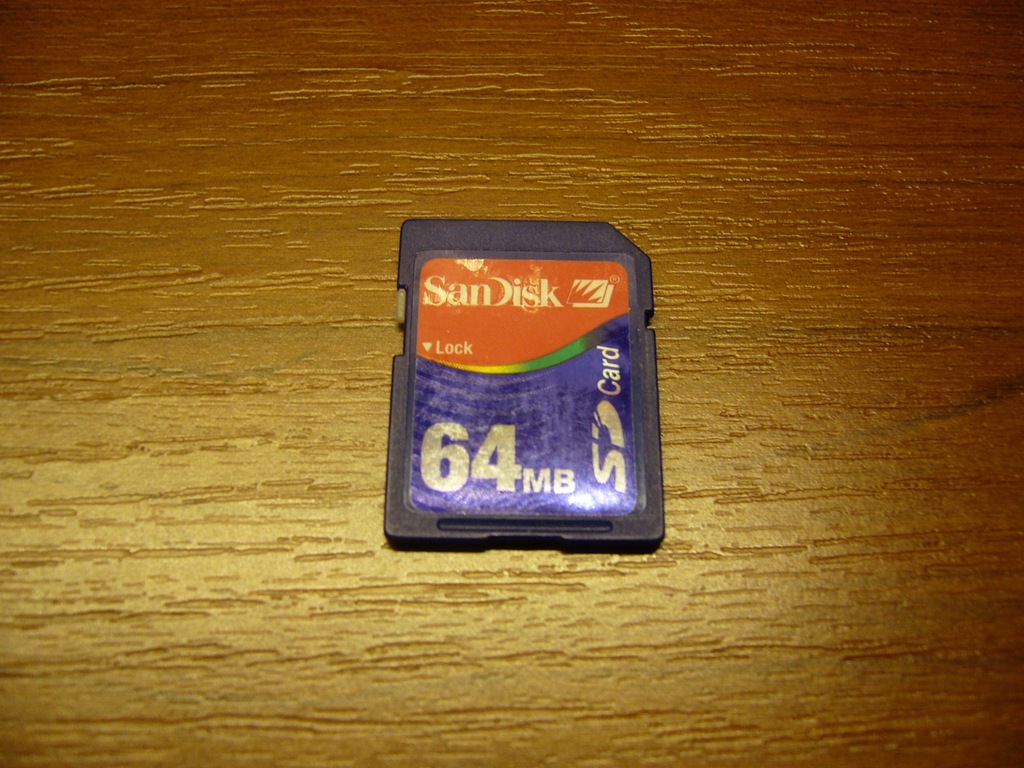 SanDisk
▼Lock
64MB
SD Card